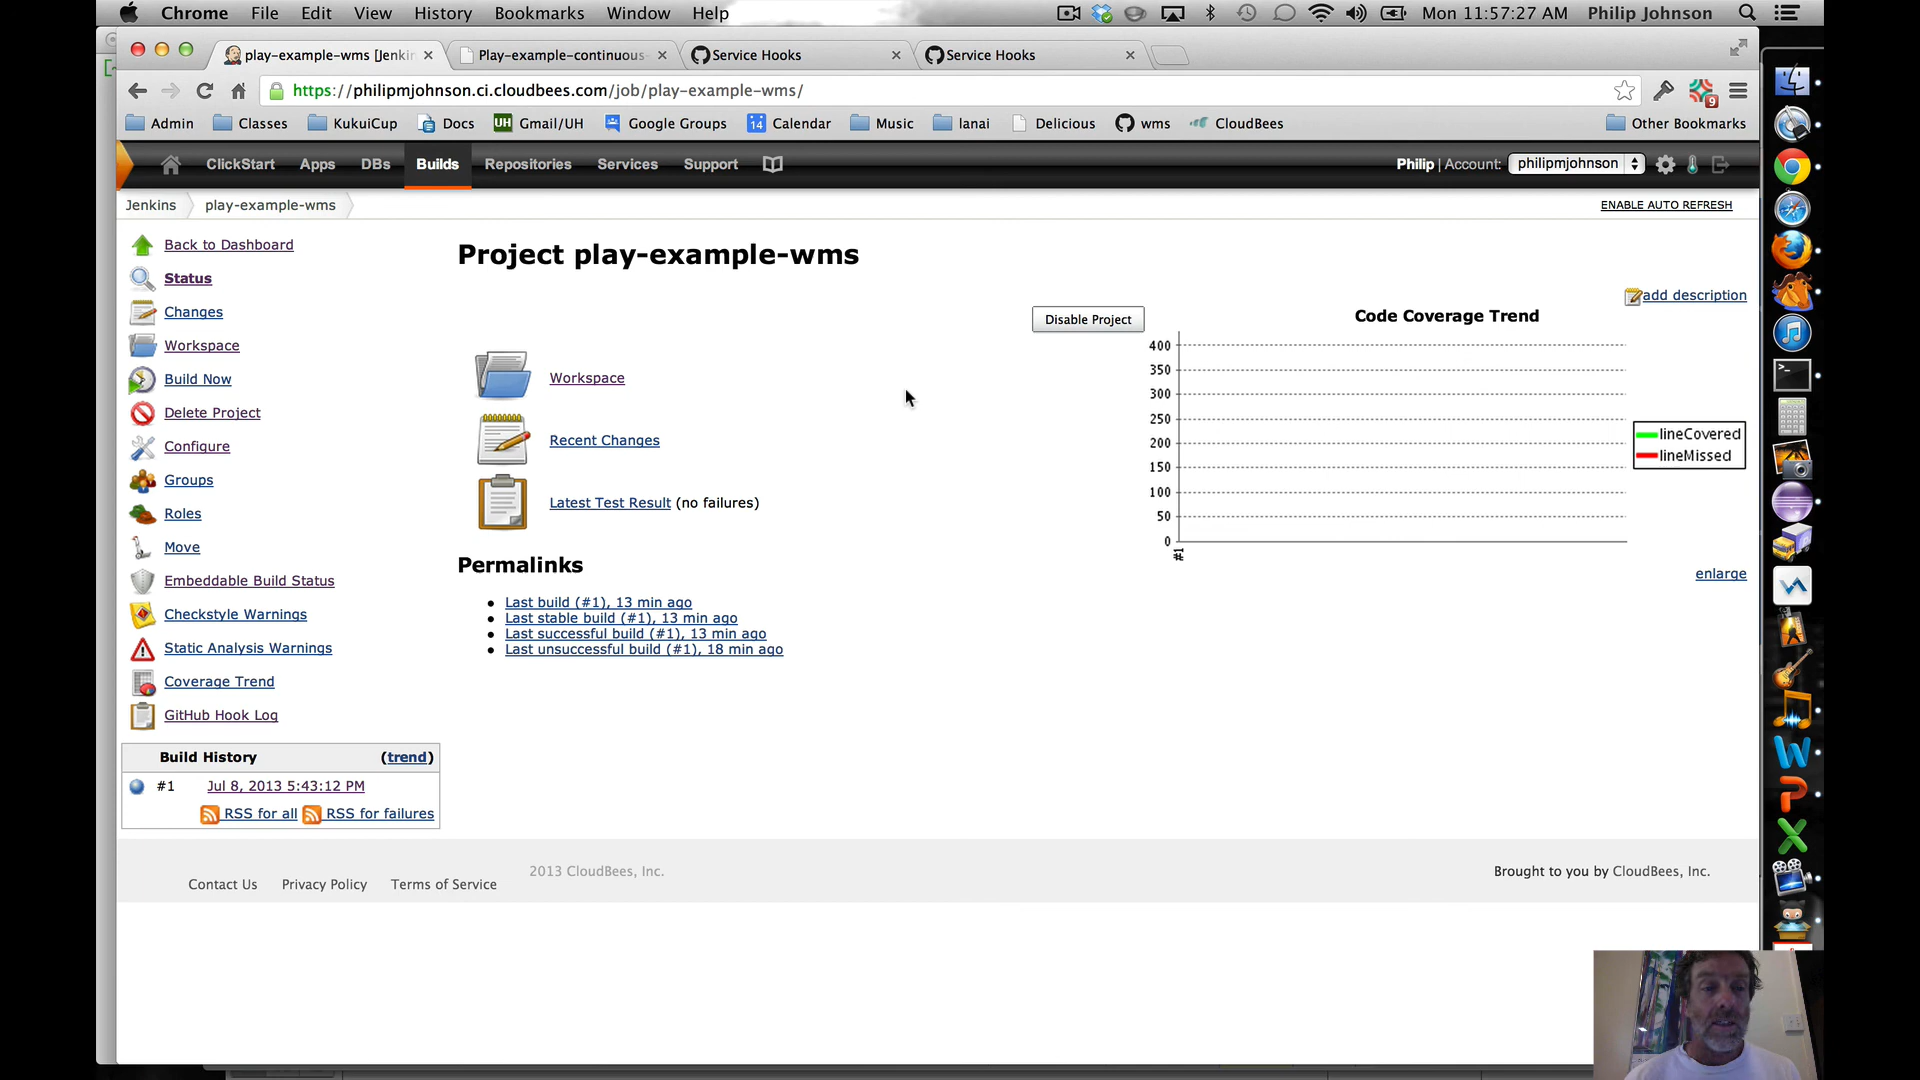 Chrome File Edit View History Bookmarks Window Help Mon 11:57:27 AM Philip Johnson
play-example-wms [Jenkin Play-example-continuous- Service Hooks Service Hooks
https://philipmjohnson.ci.cloudbees.com/job/play-example-wms/ 9
Admin Classes KukuiCup Docs UH Gmail/UH Google Groups 14 Calendar Music lanai Delicious wms CloudBees Other Bookmarks
ClickStart Apps DBs Builds Repositories Services Support Philip | Account: philipmjohnson
Jenkins play-example-wms ENABLE AUTO REFRESH
Back to Dashboard
Status
Changes
Workspace
Build Now
Delete Project
Configure
Groups
Roles
Move
Embeddable Build Status
Checkstyle Warnings
Static Analysis Warnings
Coverage Trend
GitHub Hook Log
Build History (trend)
#1 Jul 8, 2013 5:43:12 PM
RSS for all RSS for failures
Project play-example-wms
add description
Disable Project
Workspace
Recent Changes
Latest Test Result (no failures)
Permalinks
Last build (#1), 13 min ago
Last stable build (#1), 13 min ago
Last successful build (#1), 13 min ago
Last unsuccessful build (#1), 18 min ago
Code Coverage Trend
400
350
300
250
200
150
100
50
0
#1
lineCovered
lineMissed
enlarge
Contact Us Privacy Policy Terms of Service 2013 CloudBees, Inc. Brought to you by CloudBees, Inc.